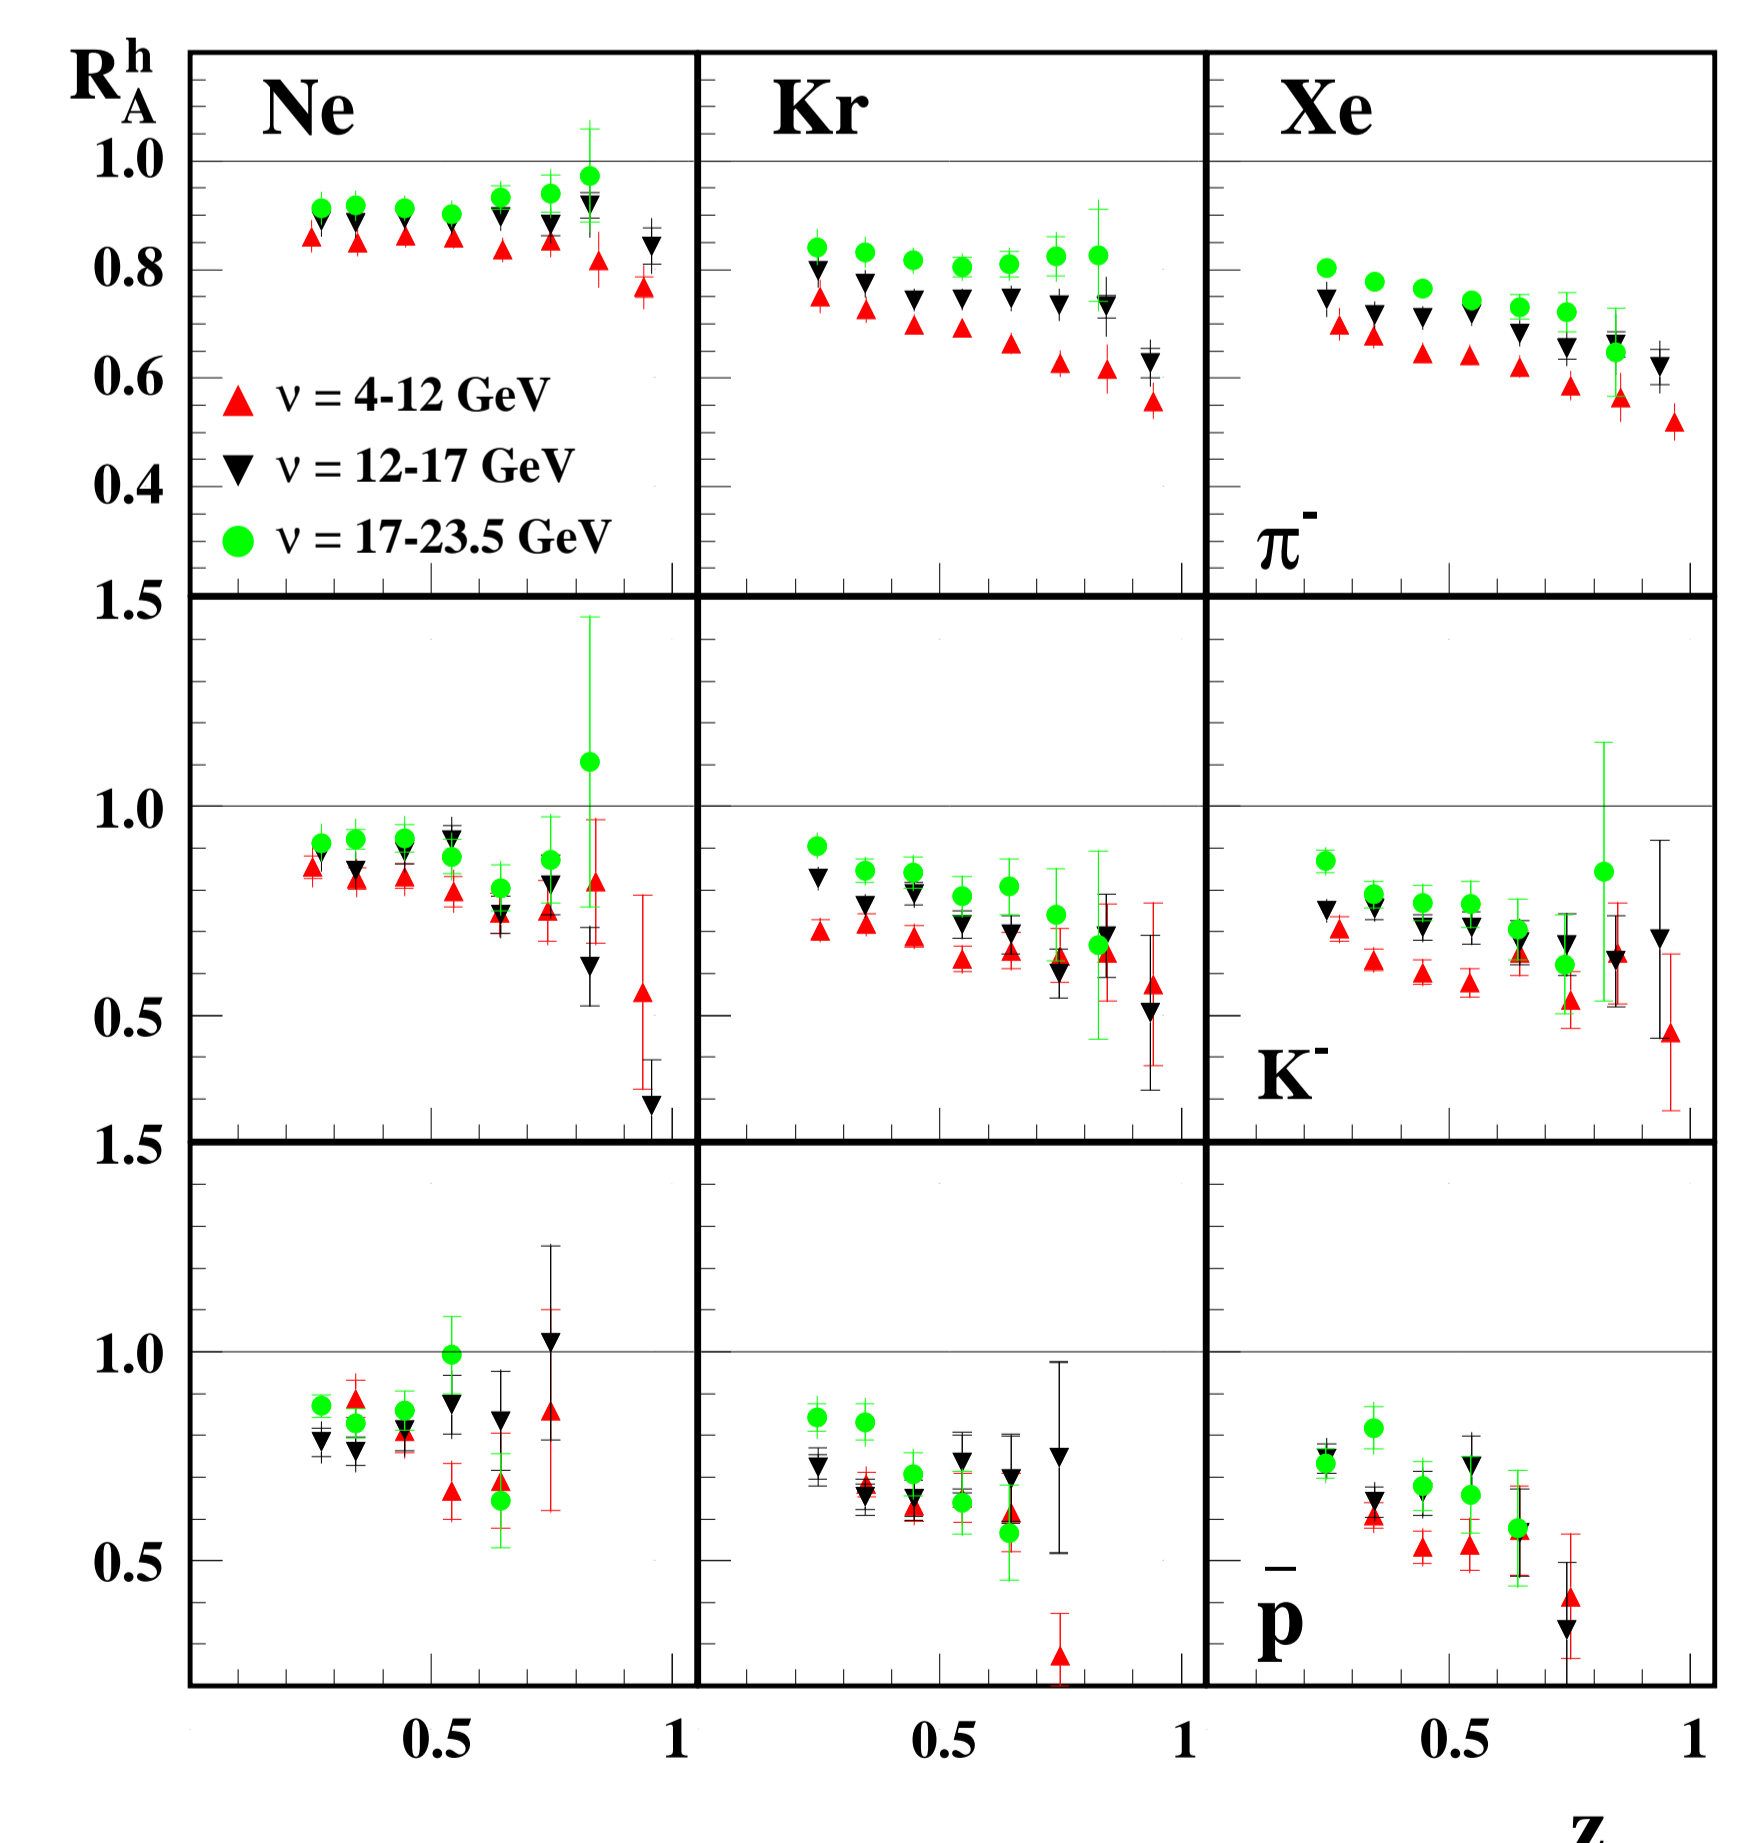 R_A^h
Ne Kr Xe
1.0
0.8
0.6
0.4
ν = 4-12 GeV
ν = 12-17 GeV
ν = 17-23.5 GeV
π⁻
1.5
1.0
0.5
K⁻
1.5
1.0
0.5
p̄
0.5 1 0.5 1 0.5 1
z